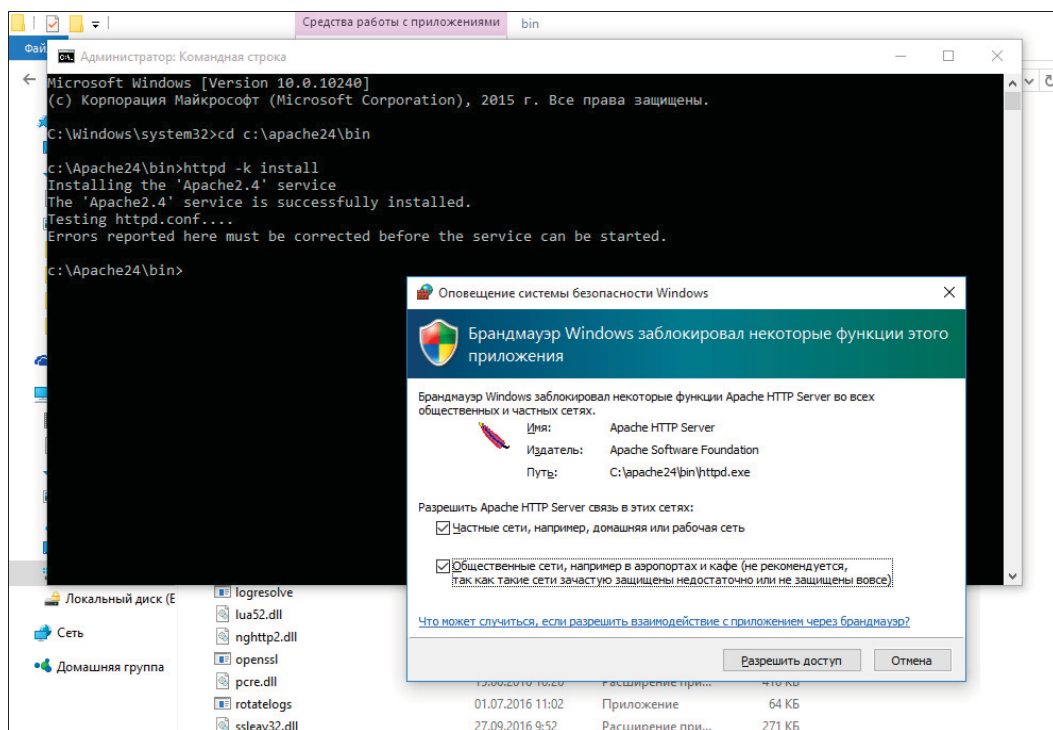 Средства работы с приложениями
bin
Фай
Администратор: Командная строка
Microsoft Windows [Version 10.0.10240]
(c) Корпорация Майкрософт (Microsoft Corporation), 2015 г. Все права защищены.
C:\Windows\system32>cd c:\apache24\bin
c:\Apache24\bin>httpd -k install
Installing the 'Apache2.4' service
The 'Apache2.4' service is successfully installed.
Testing httpd.conf....
Errors reported here must be corrected before the service can be started.
c:\Apache24\bin>
Оповещение системы безопасности Windows
Брандмауэр Windows заблокировал некоторые функции этого
приложения
Брандмауэр Windows заблокировал некоторые функции Apache HTTP Server во всех
общественных и частных сетях.
Имя: Apache HTTP Server
Издатель: Apache Software Foundation
Путь: C:\apache24\bin\httpd.exe
Разрешить Apache HTTP Server связь в этих сетях:
Частные сети, например, домашняя или рабочая сеть
Общественные сети, например в аэропортах и кафе (не рекомендуется,
так как такие сети зачастую защищены недостаточно или не защищены вовсе)
Что может случиться, если разрешить взаимодействие с приложением через брандмауэр?
Разрешить доступ
Отмена
Локальный диск (E
Сеть
Домашняя группа
logresolve
lua52.dll
nghttp2.dll
openssl
pcre.dll Расширение при...
rotatelogs 01.07.2016 11:02 Приложение 64 КБ
ssleay32.dll 27.09.2016 9:52 Расширение при... 271 КБ